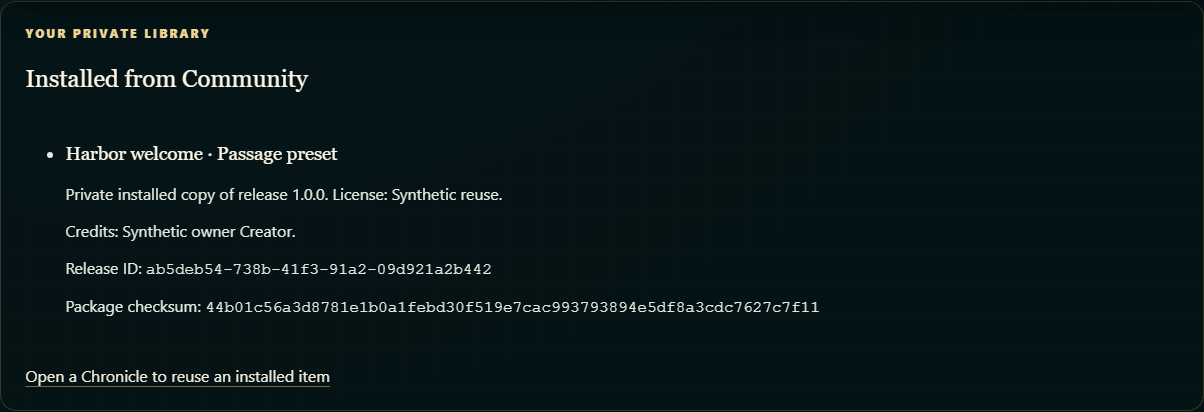 YOUR PRIVATE LIBRARY
Installed from Community
Harbor welcome · Passage preset
Private installed copy of release 1.0.0. License: Synthetic reuse.
Credits: Synthetic owner Creator.
Release ID: ab5deb54-738b-41f3-91a2-09d921a2b442
Package checksum: 44b01c56a3d8781e1b0a1febd30f519e7cac993793894e5df8a3cdc7627c7f11
Open a Chronicle to reuse an installed item